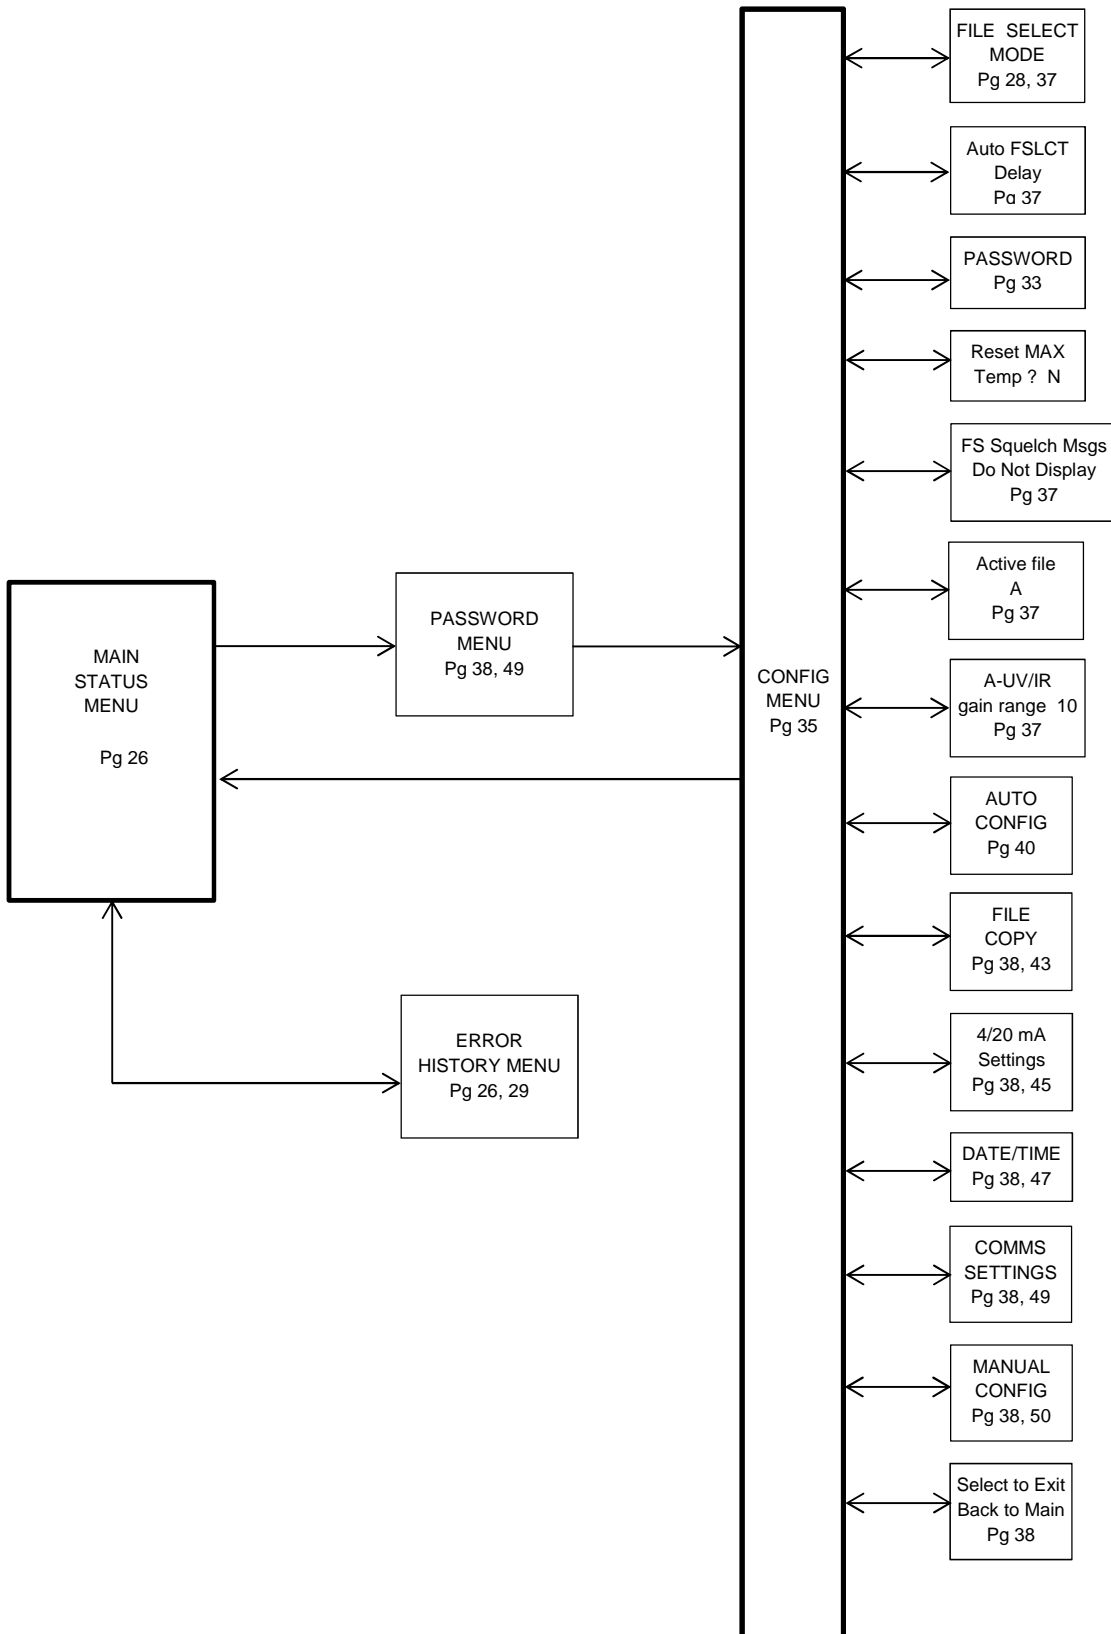 MAIN
STATUS
MENU
Pg 26
PASSWORD
MENU
Pg 38, 49
ERROR
HISTORY MENU
Pg 26, 29
CONFIG
MENU
Pg 35
FILE SELECT
MODE
Pg 28, 37
Auto FSLCT
Delay
Pg 37
PASSWORD
Pg 33
Reset MAX
Temp ? N
FS Squelch Msgs
Do Not Display
Pg 37
Active file
A
Pg 37
A-UV/IR
gain range 10
Pg 37
AUTO
CONFIG
Pg 40
FILE
COPY
Pg 38, 43
4/20 mA
Settings
Pg 38, 45
DATE/TIME
Pg 38, 47
COMMS
SETTINGS
Pg 38, 49
MANUAL
CONFIG
Pg 38, 50
Select to Exit
Back to Main
Pg 38